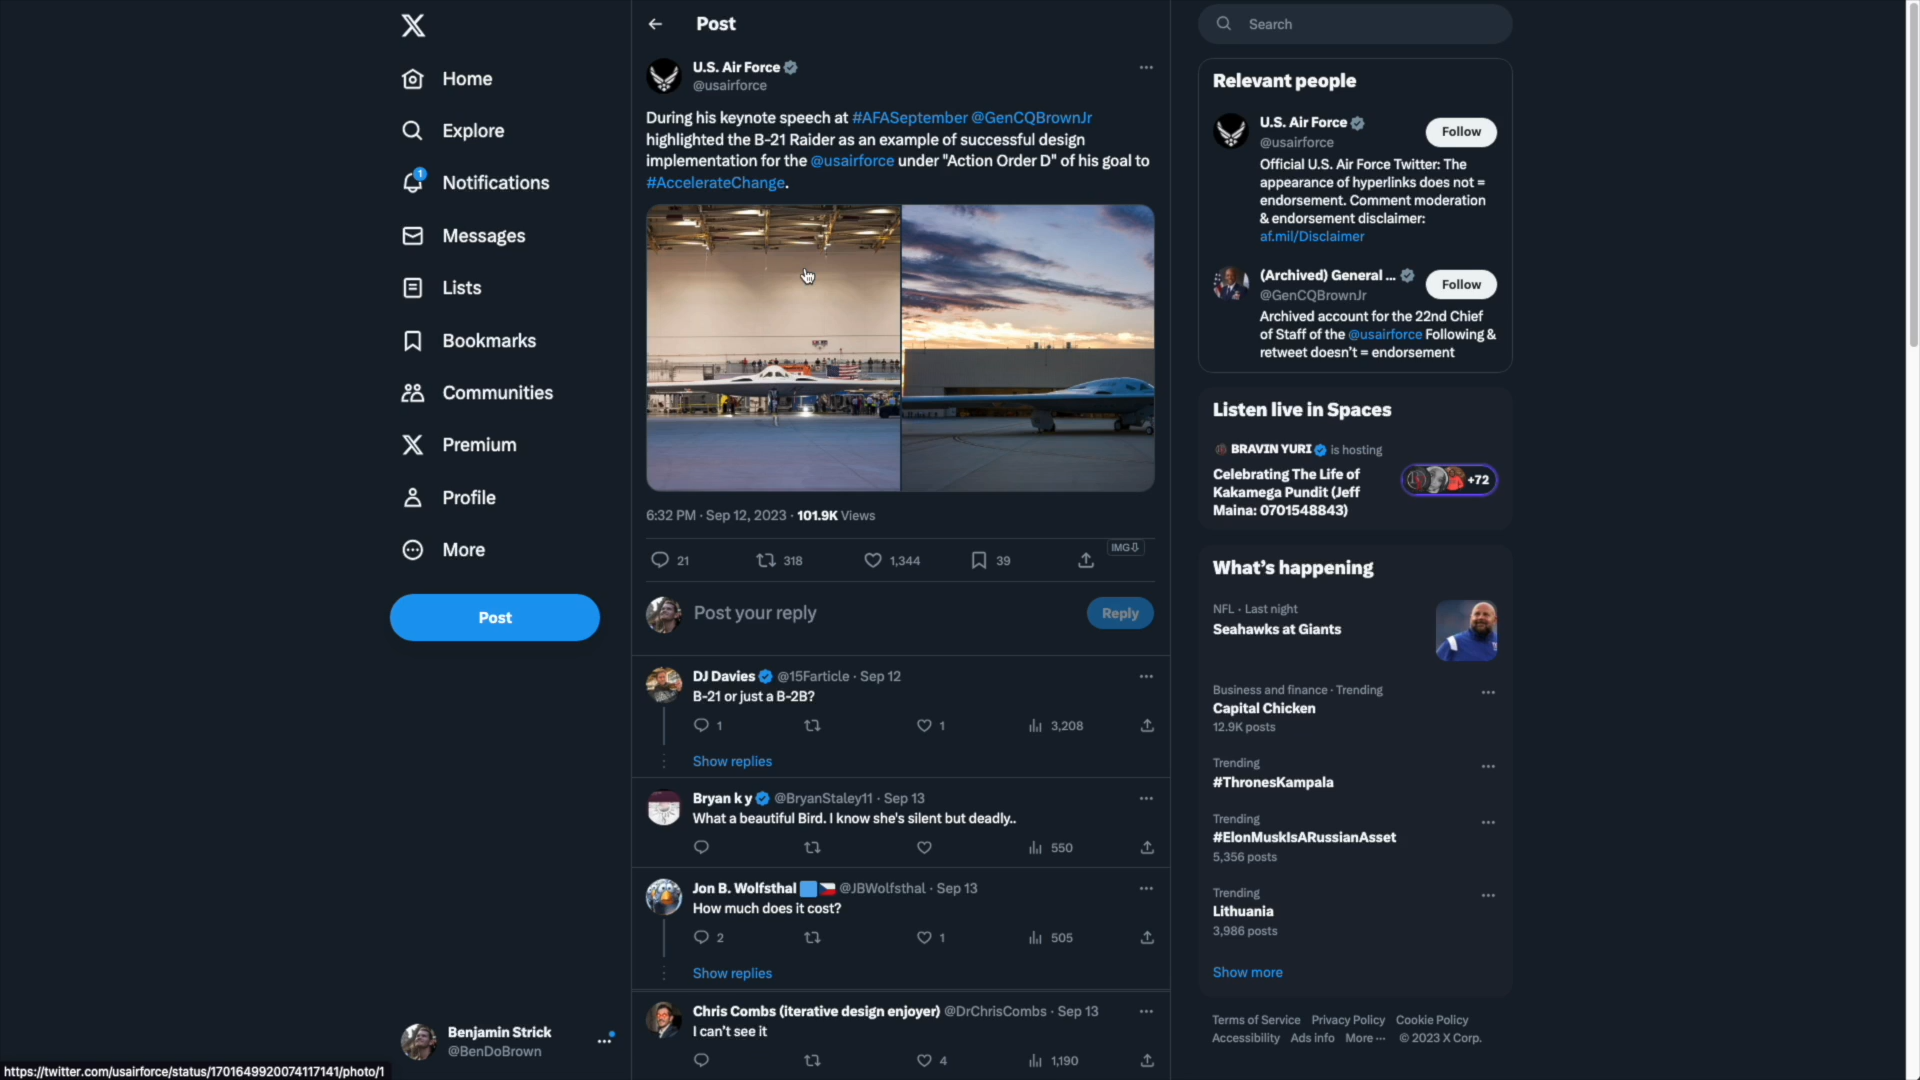 Home
Explore
1
Notifications
Messages
Lists
Bookmarks
Communities
Premium
Profile
More
Post
Benjamin Strick
@BenDoBrown
https://twitter.com/usairforce/status/1701649920074117141/photo/1
Post
U.S. Air Force
@usairforce
During his keynote speech at #AFASeptember @GenCQBrownJr
highlighted the B-21 Raider as an example of successful design
implementation for the @usairforce under "Action Order D" of his goal to
#AccelerateChange.
6:32 PM · Sep 12, 2023 · 101.9K Views
21 318 1,344 39
IMG
Post your reply
Reply
DJ Davies @15Farticle · Sep 12
B-21 or just a B-2B?
1 1 3,208
Show replies
Bryan k y @BryanStaley11 · Sep 13
What a beautiful Bird. I know she's silent but deadly..
550
Jon B. Wolfsthal @JBWolfsthal · Sep 13
How much does it cost?
2 1 505
Show replies
Chris Combs (iterative design enjoyer) @DrChrisCombs · Sep 13
I can't see it
4 1,190
Search
Relevant people
U.S. Air Force
@usairforce
Follow
Official U.S. Air Force Twitter: The
appearance of hyperlinks does not =
endorsement. Comment moderation
& endorsement disclaimer:
af.mil/Disclaimer
(Archived) General ...
@GenCQBrownJr
Follow
Archived account for the 22nd Chief
of Staff of the @usairforce Following &
retweet doesn't = endorsement
Listen live in Spaces
BRAVIN YURI is hosting
Celebrating The Life of
Kakamega Pundit (Jeff
Maina: 0701548843)
+72
What's happening
NFL · Last night
Seahawks at Giants
Business and finance · Trending
Capital Chicken
12.9K posts
Trending
#ThronesKampala
Trending
#ElonMuskIsARussianAsset
5,356 posts
Trending
Lithuania
3,986 posts
Show more
Terms of Service Privacy Policy Cookie Policy
Accessibility Ads info More ··· © 2023 X Corp.